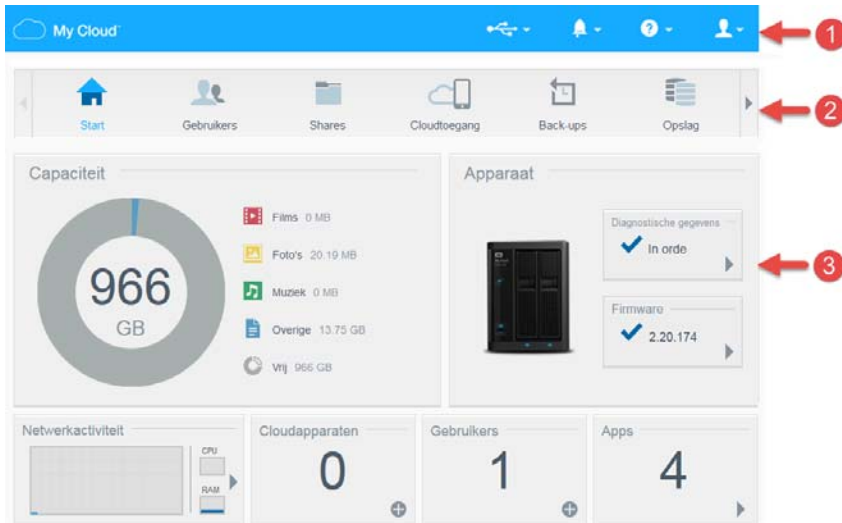 My Cloud™
1
Start Gebruikers Shares Cloudtoegang Back-ups Opslag
2
Capaciteit
966
GB
Films 0 MB
Foto's 20.19 MB
Muziek 0 MB
Overige 13.75 GB
Vrij 966 GB
Apparaat
Diagnostische gegevens
In orde
3
Firmware
2.20.174
Netwerkactiviteit
CPU
RAM
Cloudapparaten
0
Gebruikers
1
Apps
4